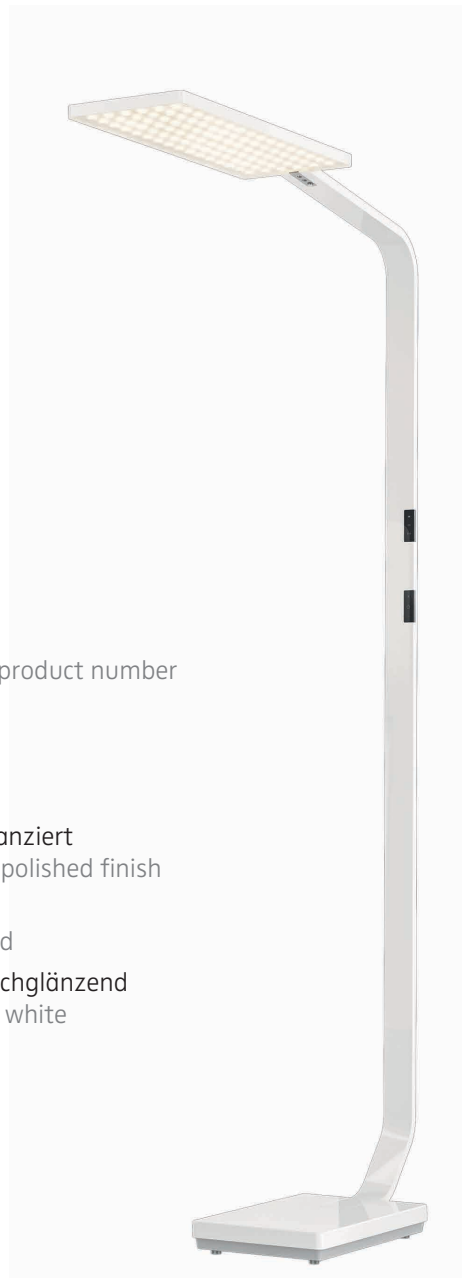 product number
anziert
polished finish
d
chglänzend
white